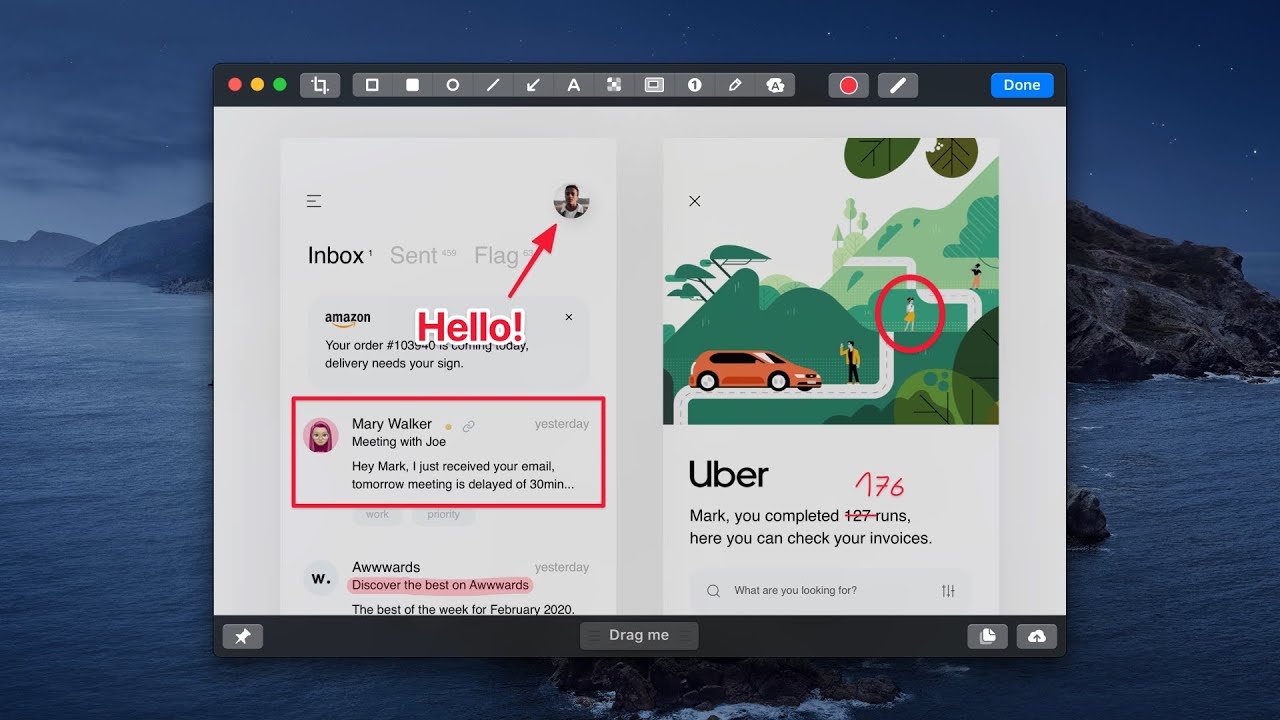 A
1
A
Done
Inbox 1 Sent 459 Flag
Hello!
amazon
Your order #103940 is coming today,
delivery needs your sign.
Mary Walker
yesterday
Meeting with Joe
Hey Mark, I just received your email,
tomorrow meeting is delayed of 30min...
work priority
w.
Awwwards
yesterday
Discover the best on Awwwards
The best of the week for February 2020.
Uber
176
Mark, you completed 127 runs,
here you can check your invoices.
What are you looking for?
Drag me